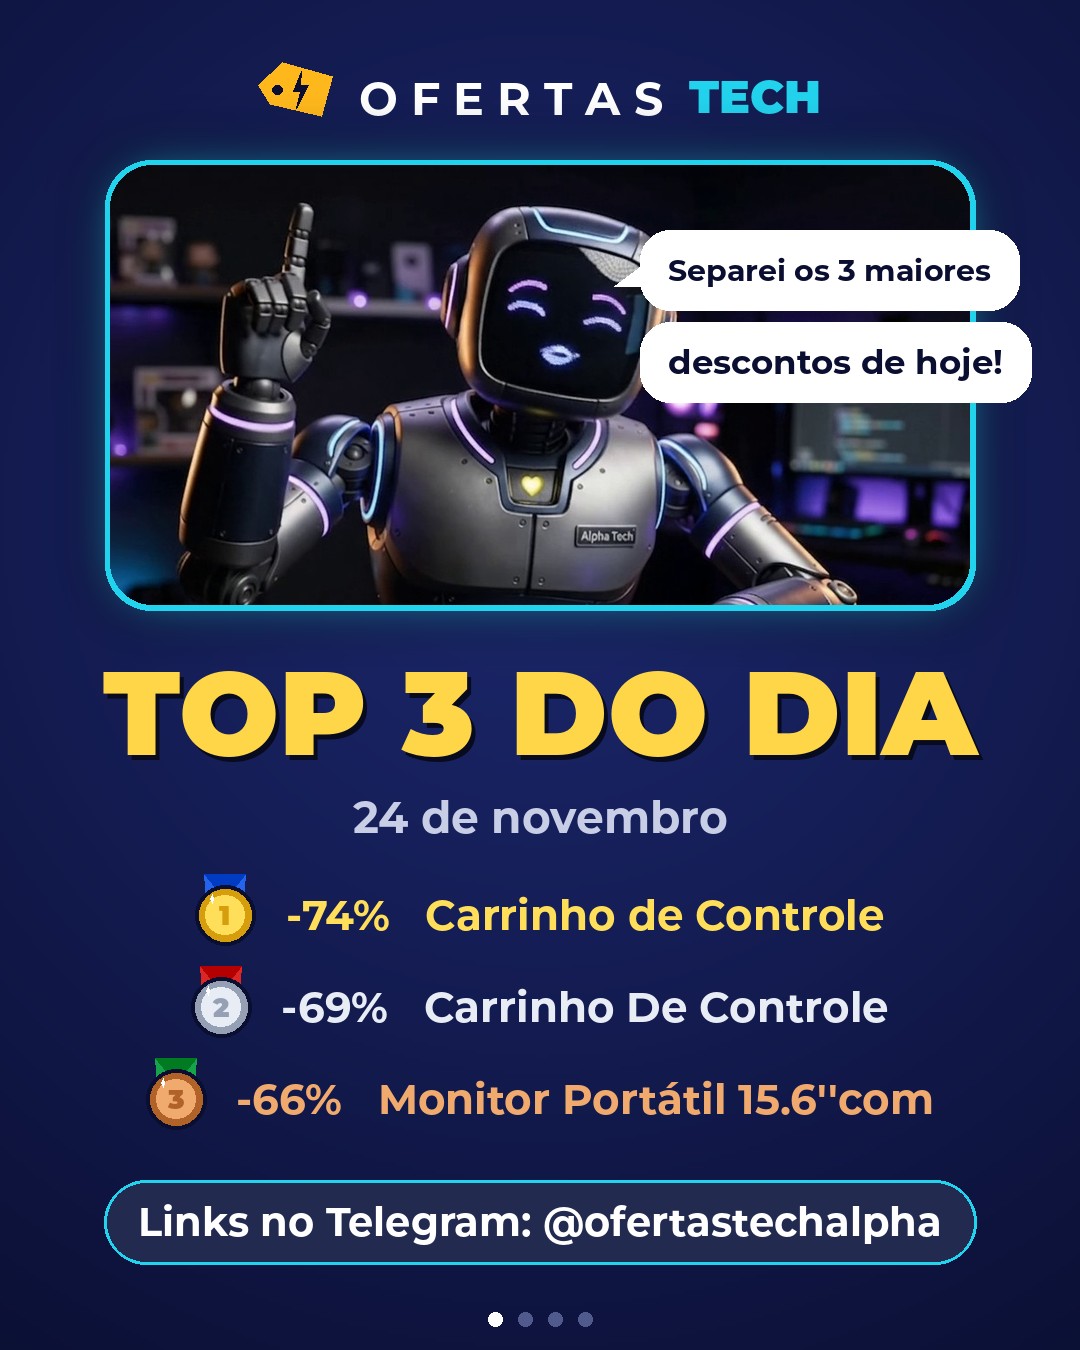 OFERTAS TECH
Separei os 3 maiores
descontos de hoje!
Alpha Tech
TOP 3 DO DIA
24 de novembro
1 -74% Carrinho de Controle
2 -69% Carrinho De Controle
3 -66% Monitor Portátil 15.6''com
Links no Telegram: @ofertastechalpha